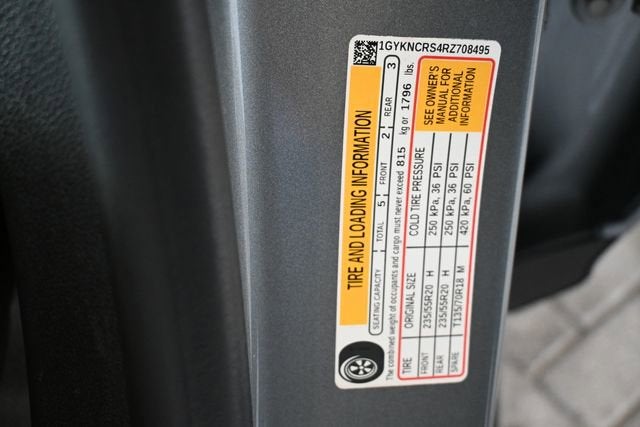 1GYKNCRS4RZ708495
TIRE AND LOADING INFORMATION
SEATING CAPACITY TOTAL 5 FRONT 2 REAR 3
The combined weight of occupants and cargo must never exceed 815 kg or 1796 lbs.
TIRE ORIGINAL SIZE COLD TIRE PRESSURE
FRONT 235/55R20 H 250 kPa, 36 PSI
REAR 235/55R20 H 250 kPa, 36 PSI
SPARE T135/70R18 M 420 kPa, 60 PSI
SEE OWNER'S
MANUAL FOR
ADDITIONAL
INFORMATION